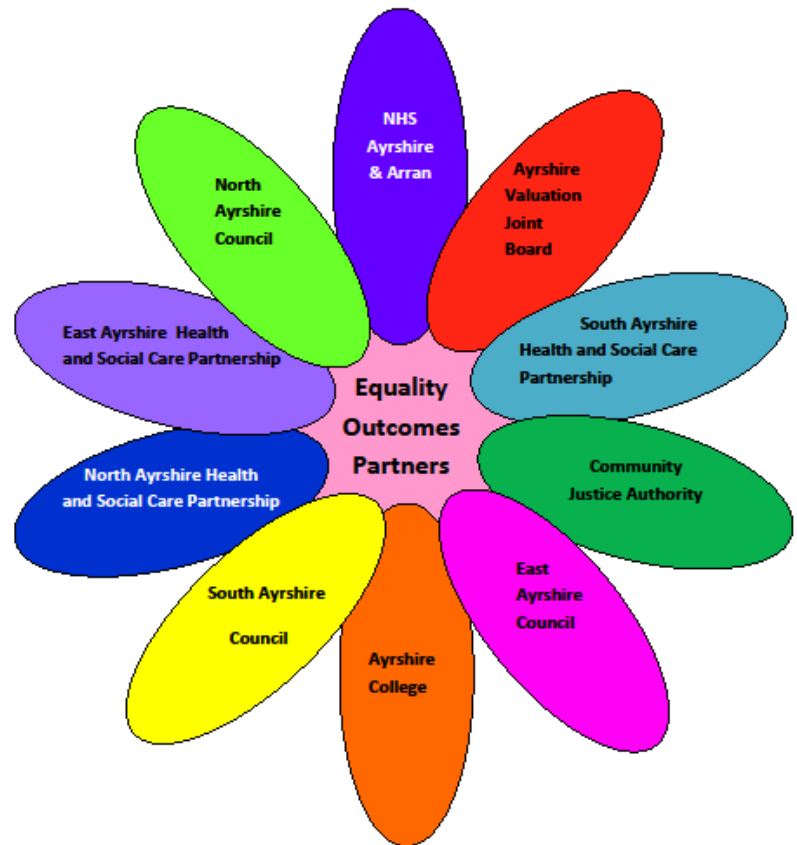 NHS
Ayrshire
& Arran
Ayrshire
Valuation
Joint
Board
South Ayrshire
Health and Social Care
Partnership
Community
Justice Authority
East
Ayrshire
Council
Ayrshire
College
South Ayrshire
Council
North Ayrshire Health
and Social Care Partnership
East Ayrshire Health
and Social Care Partnership
North
Ayrshire
Council
Equality
Outcomes
Partners